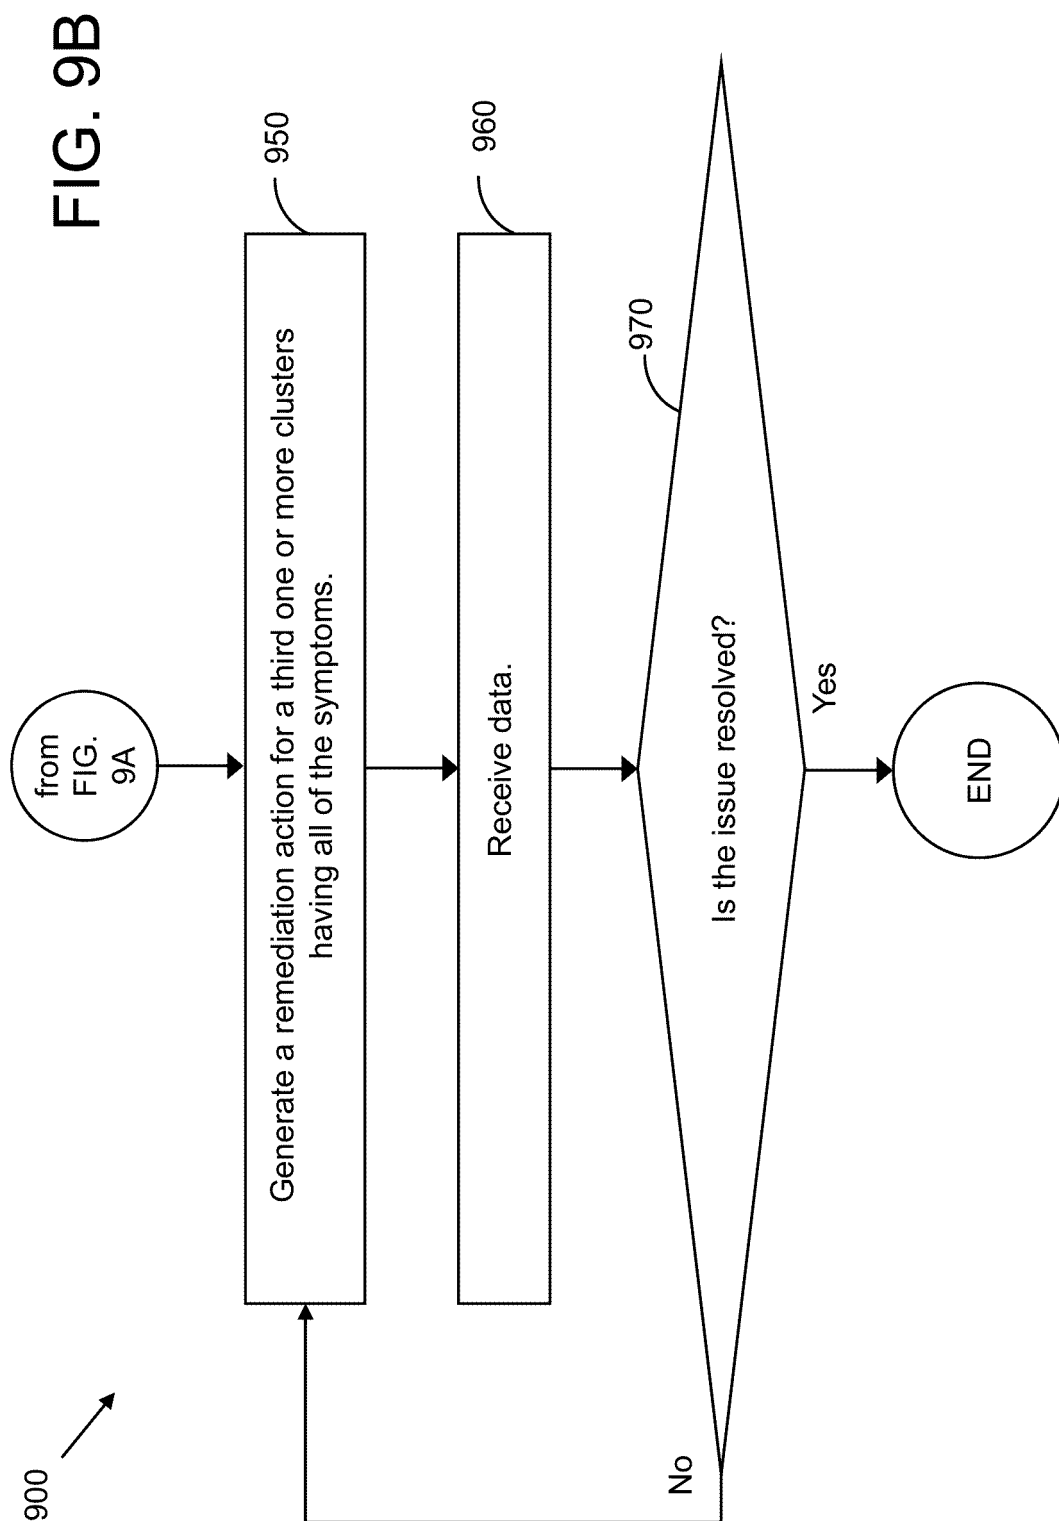 FIG. 9B
900
from
FIG.
9A
950
Generate a remediation action for a third one or more clusters
having all of the symptoms.
960
Receive data.
970
Is the issue resolved?
No
Yes
END